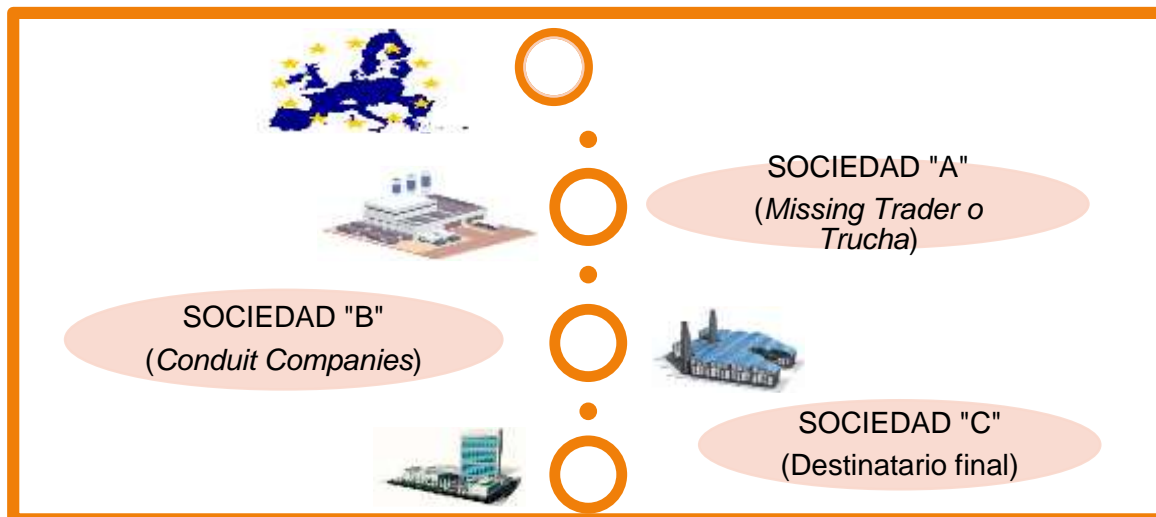 SOCIEDAD "A"
(Missing Trader o
Trucha)
SOCIEDAD "B"
(Conduit Companies)
SOCIEDAD "C"
(Destinatario final)